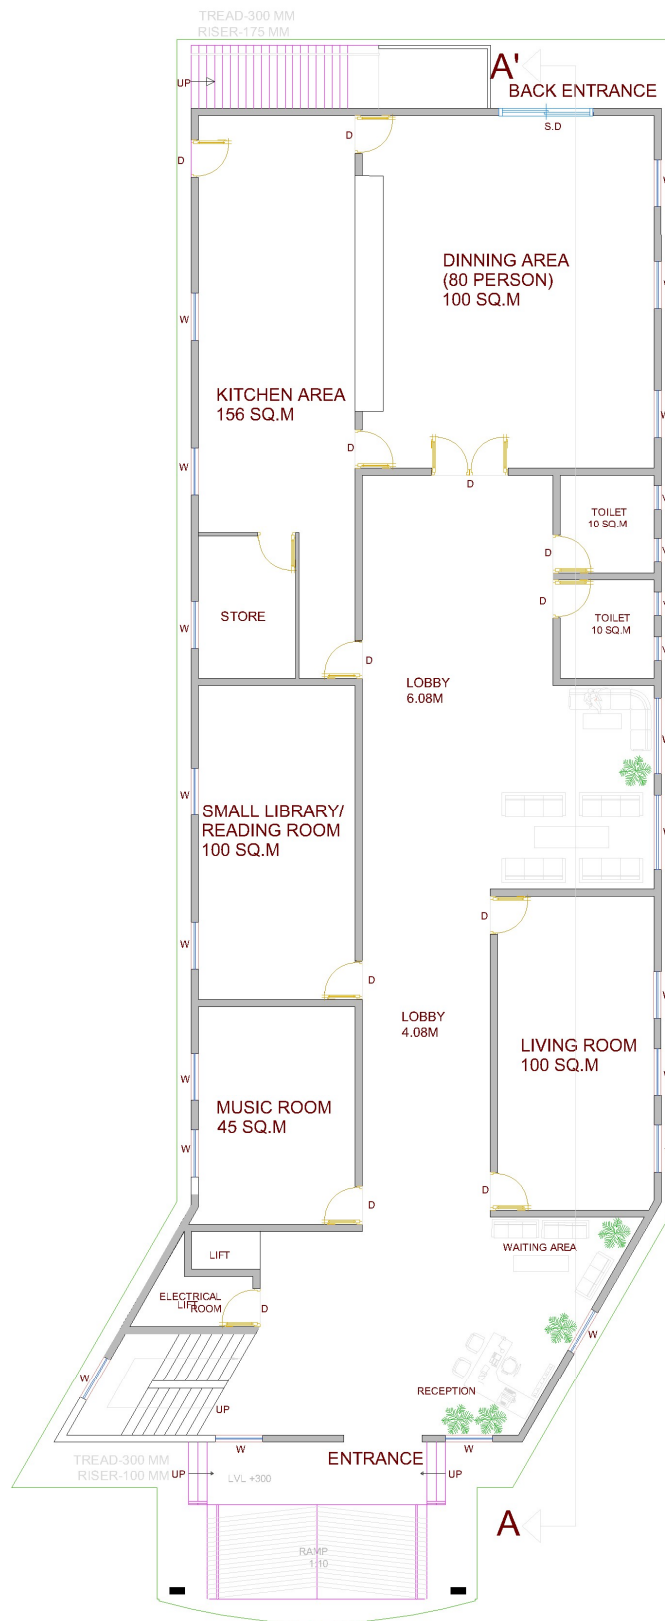 TREAD-300 MM
RISER-175 MM
A'
UP
BACK ENTRANCE
S.D
D
D
W
DINNING AREA
(80 PERSON)
100 SQ.M
W
W
KITCHEN AREA
156 SQ.M
W
D
W
D
TOILET
10 SQ.M
D
D
TOILET
10 SQ.M
STORE
W
D
LOBBY
6.08M
W
W
SMALL LIBRARY/
READING ROOM
100 SQ.M
W
D
W
D
W
LOBBY
4.08M
LIVING ROOM
100 SQ.M
W
W
MUSIC ROOM
45 SQ.M
W
D
D
WAITING AREA
LIFT
ELECTRICAL
ROOM
LIFT
D
W
W
RECEPTION
UP
W
ENTRANCE
W
TREAD-300 MM
RISER-100 MM
UP
LVL +300
UP
A
RAMP
1:10